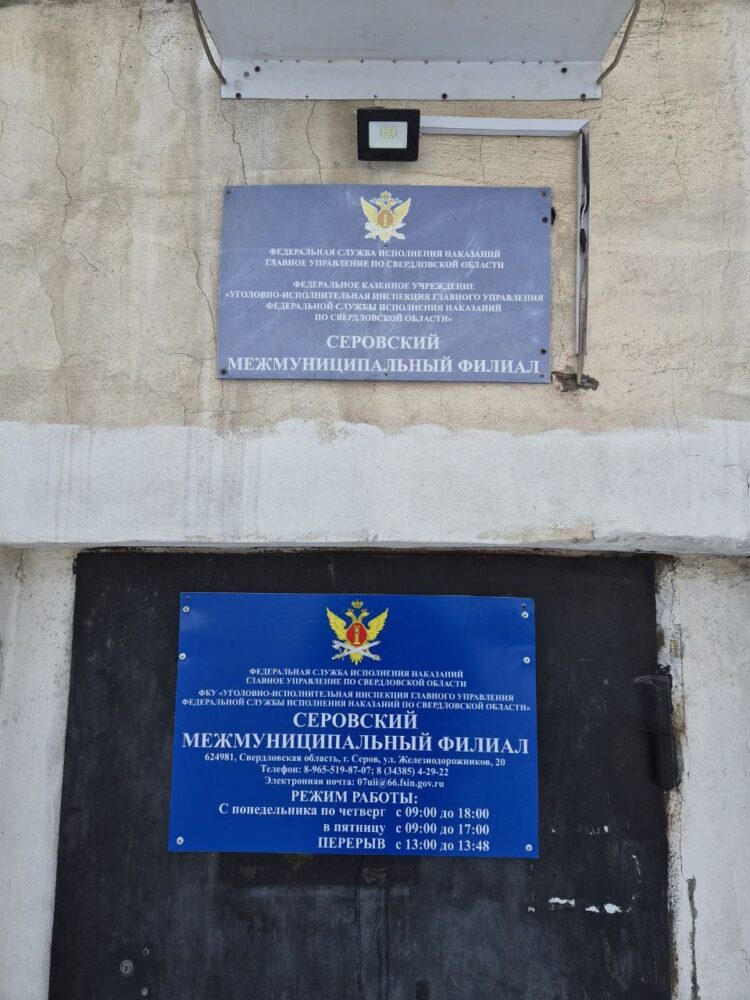 ФЕДЕРАЛЬНАЯ СЛУЖБА ИСПОЛНЕНИЯ НАКАЗАНИЙ
ГЛАВНОЕ УПРАВЛЕНИЕ ПО СВЕРДЛОВСКОЙ ОБЛАСТИ
ФЕДЕРАЛЬНОЕ КАЗЕННОЕ УЧРЕЖДЕНИЕ
«УГОЛОВНО-ИСПОЛНИТЕЛЬНАЯ ИНСПЕКЦИЯ ГЛАВНОГО УПРАВЛЕНИЯ
ФЕДЕРАЛЬНОЙ СЛУЖБЫ ИСПОЛНЕНИЯ НАКАЗАНИЙ
ПО СВЕРДЛОВСКОЙ ОБЛАСТИ»
СЕРОВСКИЙ
МЕЖМУНИЦИПАЛЬНЫЙ ФИЛИАЛ
ФЕДЕРАЛЬНАЯ СЛУЖБА ИСПОЛНЕНИЯ НАКАЗАНИЙ
ГЛАВНОЕ УПРАВЛЕНИЕ ПО СВЕРДЛОВСКОЙ ОБЛАСТИ
ФКУ «УГОЛОВНО-ИСПОЛНИТЕЛЬНАЯ ИНСПЕКЦИЯ ГЛАВНОГО УПРАВЛЕНИЯ
ФЕДЕРАЛЬНОЙ СЛУЖБЫ ИСПОЛНЕНИЯ НАКАЗАНИЙ ПО СВЕРДЛОВСКОЙ ОБЛАСТИ»
СЕРОВСКИЙ
МЕЖМУНИЦИПАЛЬНЫЙ ФИЛИАЛ
624981, Свердловская область, г. Серов, ул. Железнодорожников, 20
Телефон: 8-965-519-87-07; 8 (34385) 4-29-22
Электронная почта: 07uii@66.fsin.gov.ru
РЕЖИМ РАБОТЫ:
С понедельника по четверг с 09:00 до 18:00
в пятницу с 09:00 до 17:00
ПЕРЕРЫВ с 13:00 до 13:48